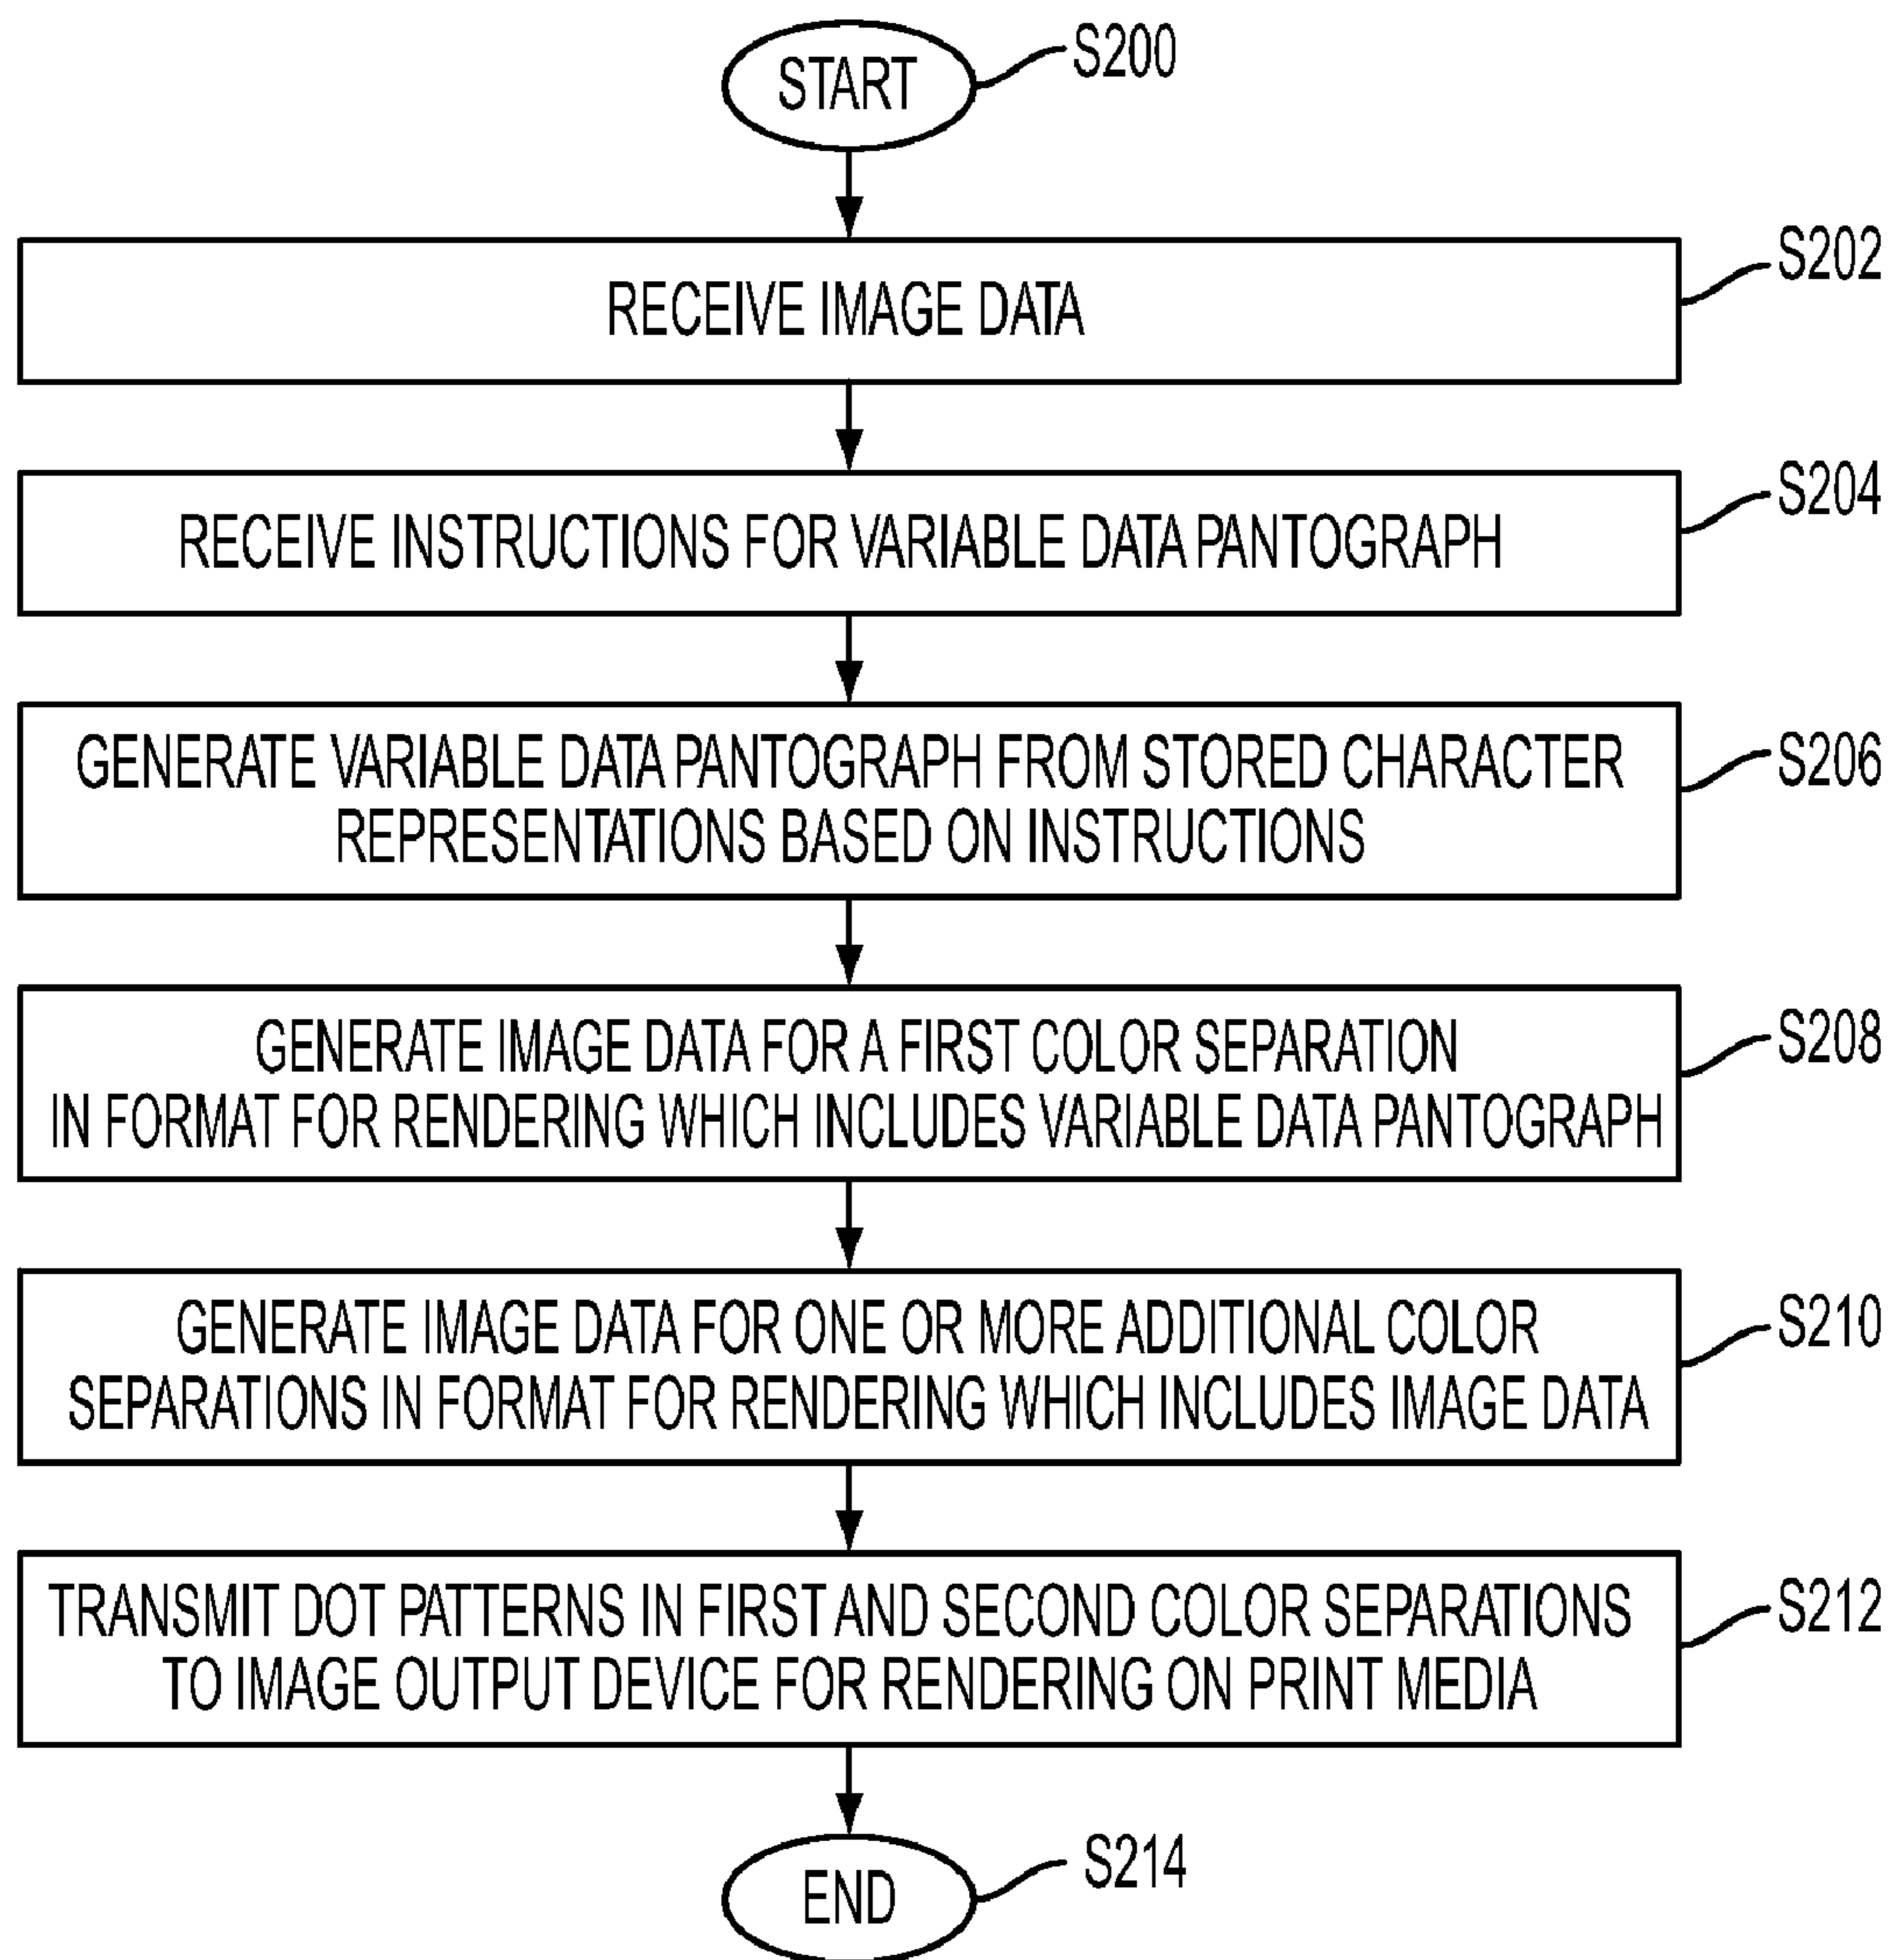 START
S200
RECEIVE IMAGE DATA
S202
RECEIVE INSTRUCTIONS FOR VARIABLE DATA PANTOGRAPH
S204
GENERATE VARIABLE DATA PANTOGRAPH FROM STORED CHARACTER
REPRESENTATIONS BASED ON INSTRUCTIONS
S206
GENERATE IMAGE DATA FOR A FIRST COLOR SEPARATION
IN FORMAT FOR RENDERING WHICH INCLUDES VARIABLE DATA PANTOGRAPH
S208
GENERATE IMAGE DATA FOR ONE OR MORE ADDITIONAL COLOR
SEPARATIONS IN FORMAT FOR RENDERING WHICH INCLUDES IMAGE DATA
S210
TRANSMIT DOT PATTERNS IN FIRST AND SECOND COLOR SEPARATIONS
TO IMAGE OUTPUT DEVICE FOR RENDERING ON PRINT MEDIA
S212
END
S214